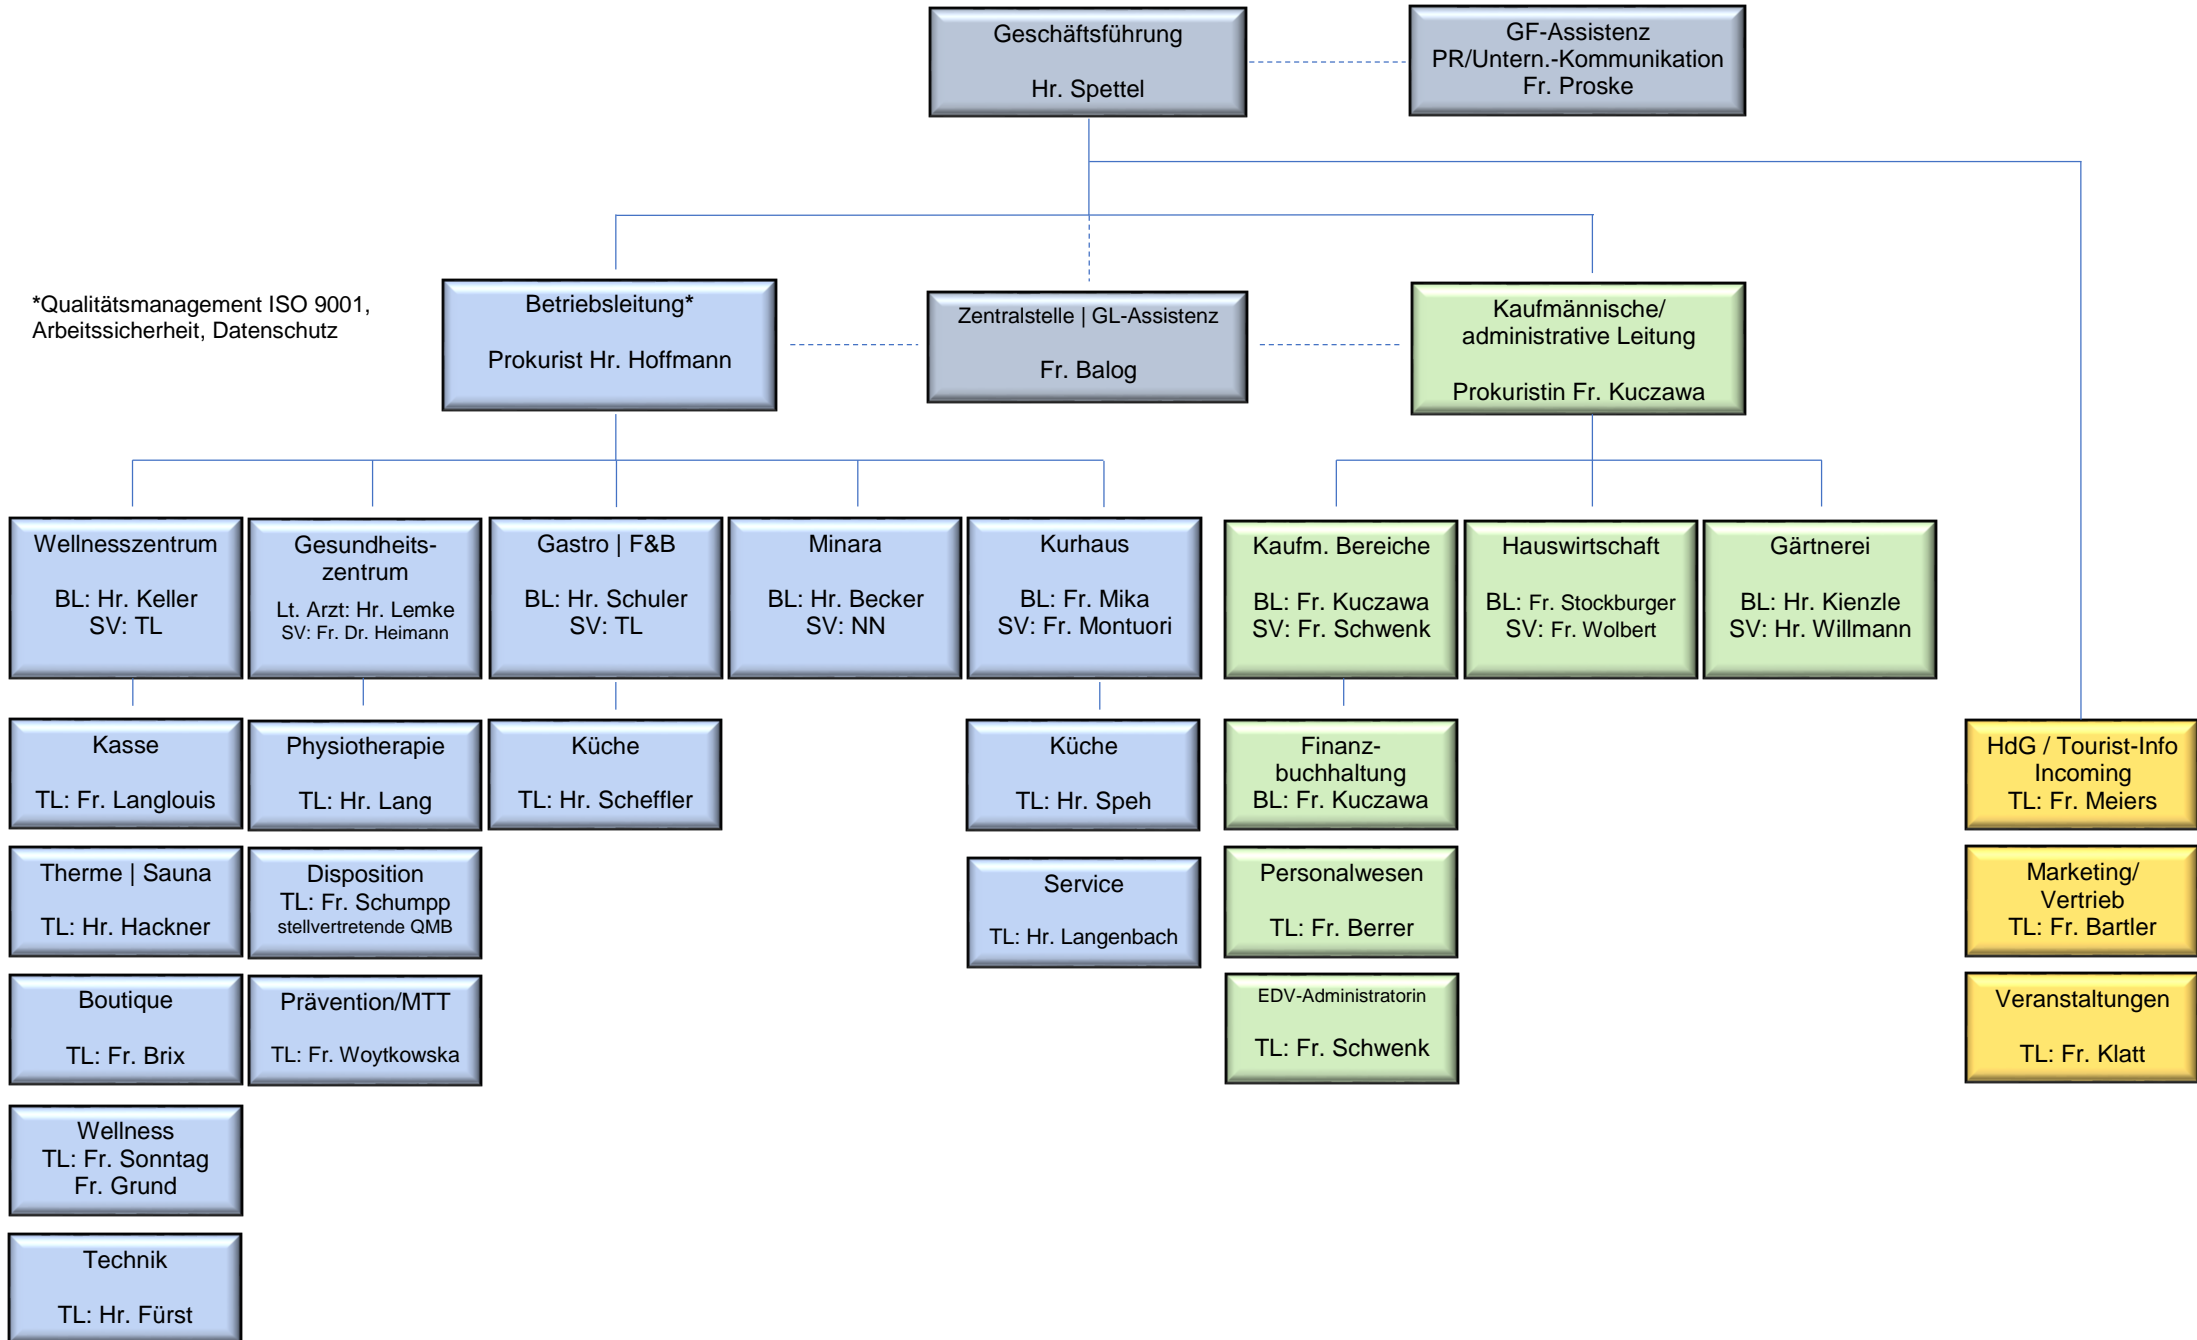 Geschäftsführung
Hr. Spettel
GF-Assistenz
PR/Untern.-Kommunikation
Fr. Proske
*Qualitätsmanagement ISO 9001,
Arbeitssicherheit, Datenschutz
Betriebsleitung*
Prokurist Hr. Hoffmann
Zentralstelle | GL-Assistenz
Fr. Balog
Kaufmännische/
administrative Leitung
Prokuristin Fr. Kuczawa
Wellnesszentrum
BL: Hr. Keller
SV: TL
Gesundheits-
zentrum
Lt. Arzt: Hr. Lemke
SV: Fr. Dr. Heimann
Gastro | F&B
BL: Hr. Schuler
SV: TL
Minara
BL: Hr. Becker
SV: NN
Kurhaus
BL: Fr. Mika
SV: Fr. Montuori
Kaufm. Bereiche
BL: Fr. Kuczawa
SV: Fr. Schwenk
Hauswirtschaft
BL: Fr. Stockburger
SV: Fr. Wolbert
Gärtnerei
BL: Hr. Kienzle
SV: Hr. Willmann
Kasse
TL: Fr. Langlouis
Physiotherapie
TL: Hr. Lang
Küche
TL: Hr. Scheffler
Küche
TL: Hr. Speh
Finanz-
buchhaltung
BL: Fr. Kuczawa
HdG / Tourist-Info
Incoming
TL: Fr. Meiers
Therme | Sauna
TL: Hr. Hackner
Disposition
TL: Fr. Schumpp
stellvertretende QMB
Service
TL: Hr. Langenbach
Personalwesen
TL: Fr. Berrer
Marketing/
Vertrieb
TL: Fr. Bartler
Boutique
TL: Fr. Brix
Prävention/MTT
TL: Fr. Woytkowska
EDV-Administratorin
TL: Fr. Schwenk
Veranstaltungen
TL: Fr. Klatt
Wellness
TL: Fr. Sonntag
Fr. Grund
Technik
TL: Hr. Fürst